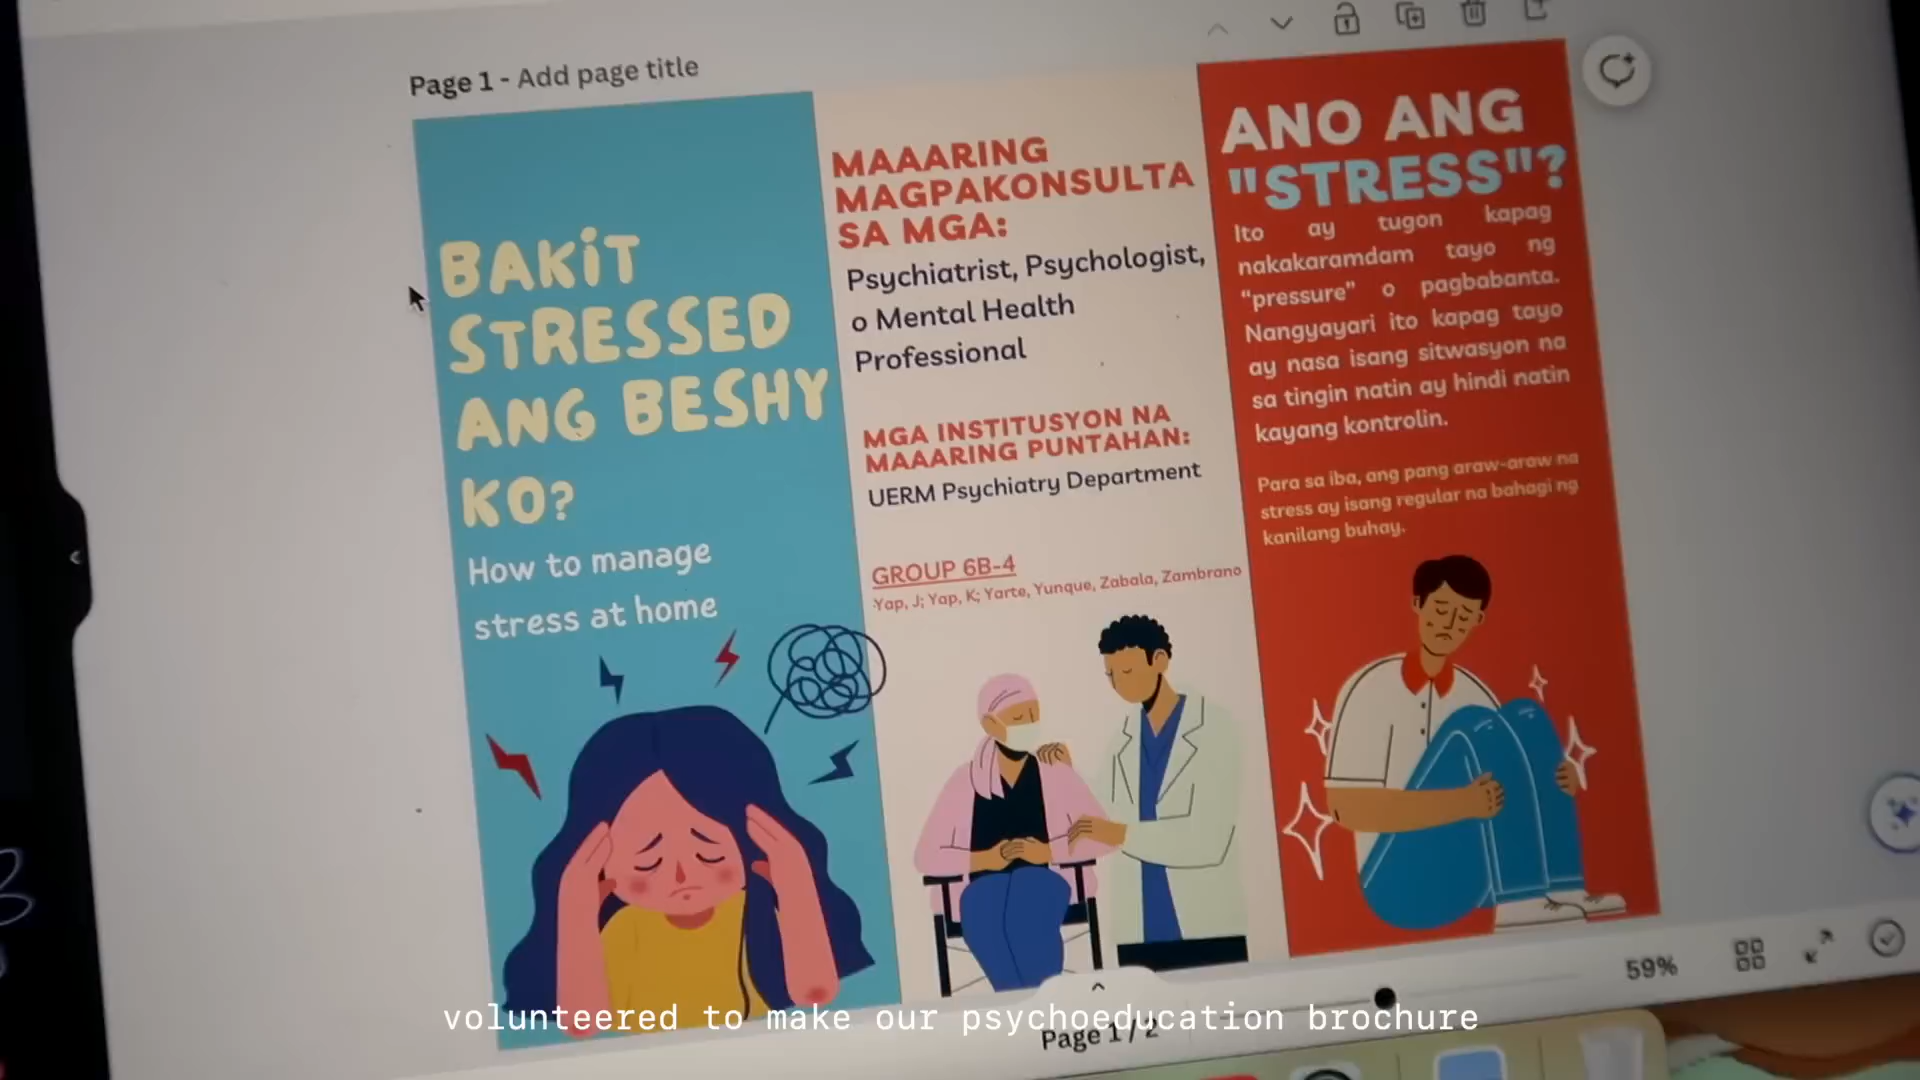 Page 1 - Add page title
BAKiT
STRESSED
ANG BESHY
KO?
How to manage
stress at home
MAAARING
MAGPAKONSULTA
SA MGA:
Psychiatrist, Psychologist,
o Mental Health
Professional
MGA INSTITUSYON NA
MAAARING PUNTAHAN:
UERM Psychiatry Department
GROUP 6B-4
Yap, J; Yap, K; Yarte, Yunque, Zabala, Zambrano
ANO ANG
"STRESS"?
Ito ay tugon kapag
nakakaramdam tayo ng
“pressure” o pagbabanta.
Nangyayari ito kapag tayo
ay nasa isang sitwasyon na
sa tingin natin ay hindi natin
kayang kontrolin.
Para sa iba, ang pang araw-araw na
stress ay isang regular na bahagi ng
kanilang buhay.
59%
volunteered to make our psychoeducation brochure
Page 1 / 2